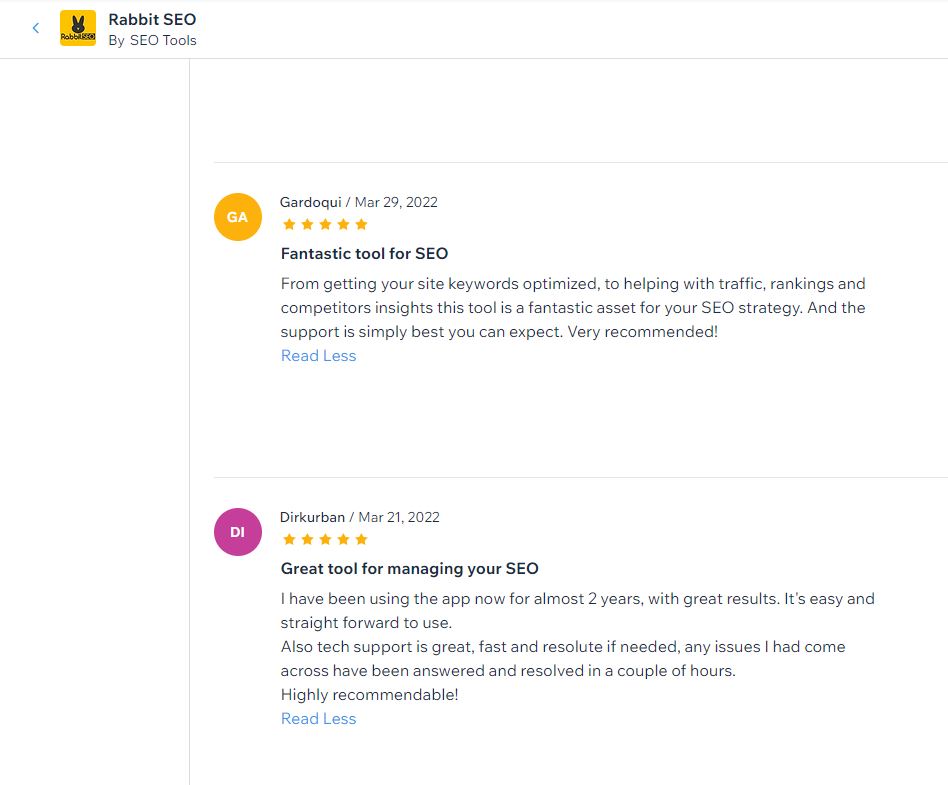 Rabbit SEO
By SEO Tools
RabbitSEO
GA
Gardoqui / Mar 29, 2022
Fantastic tool for SEO
From getting your site keywords optimized, to helping with traffic, rankings and
competitors insights this tool is a fantastic asset for your SEO strategy. And the
support is simply best you can expect. Very recommended!
Read Less
DI
Dirkurban / Mar 21, 2022
Great tool for managing your SEO
I have been using the app now for almost 2 years, with great results. It's easy and
straight forward to use.
Also tech support is great, fast and resolute if needed, any issues I had come
across have been answered and resolved in a couple of hours.
Highly recommendable!
Read Less